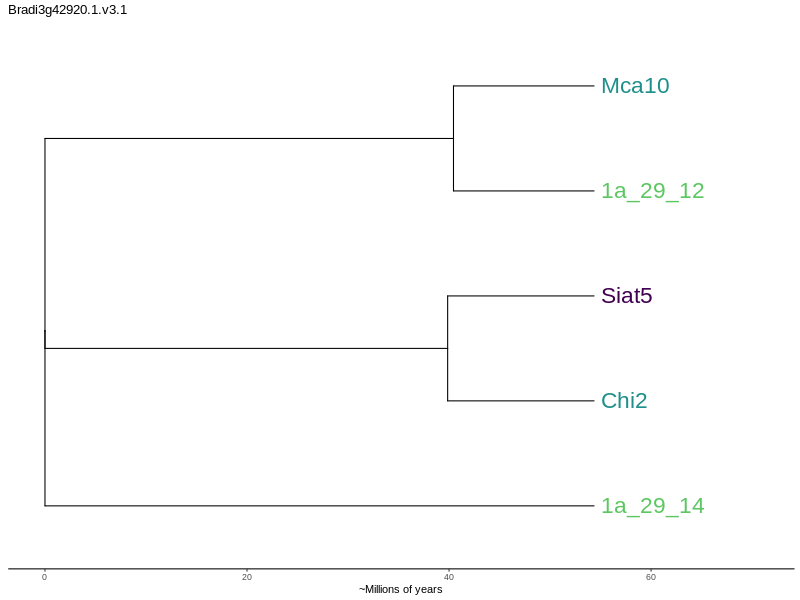 Bradi3g42920.1.v3.1
Mca10
1a_29_12
Siat5
Chi2
1a_29_14
0 20 40 60
~Millions of years